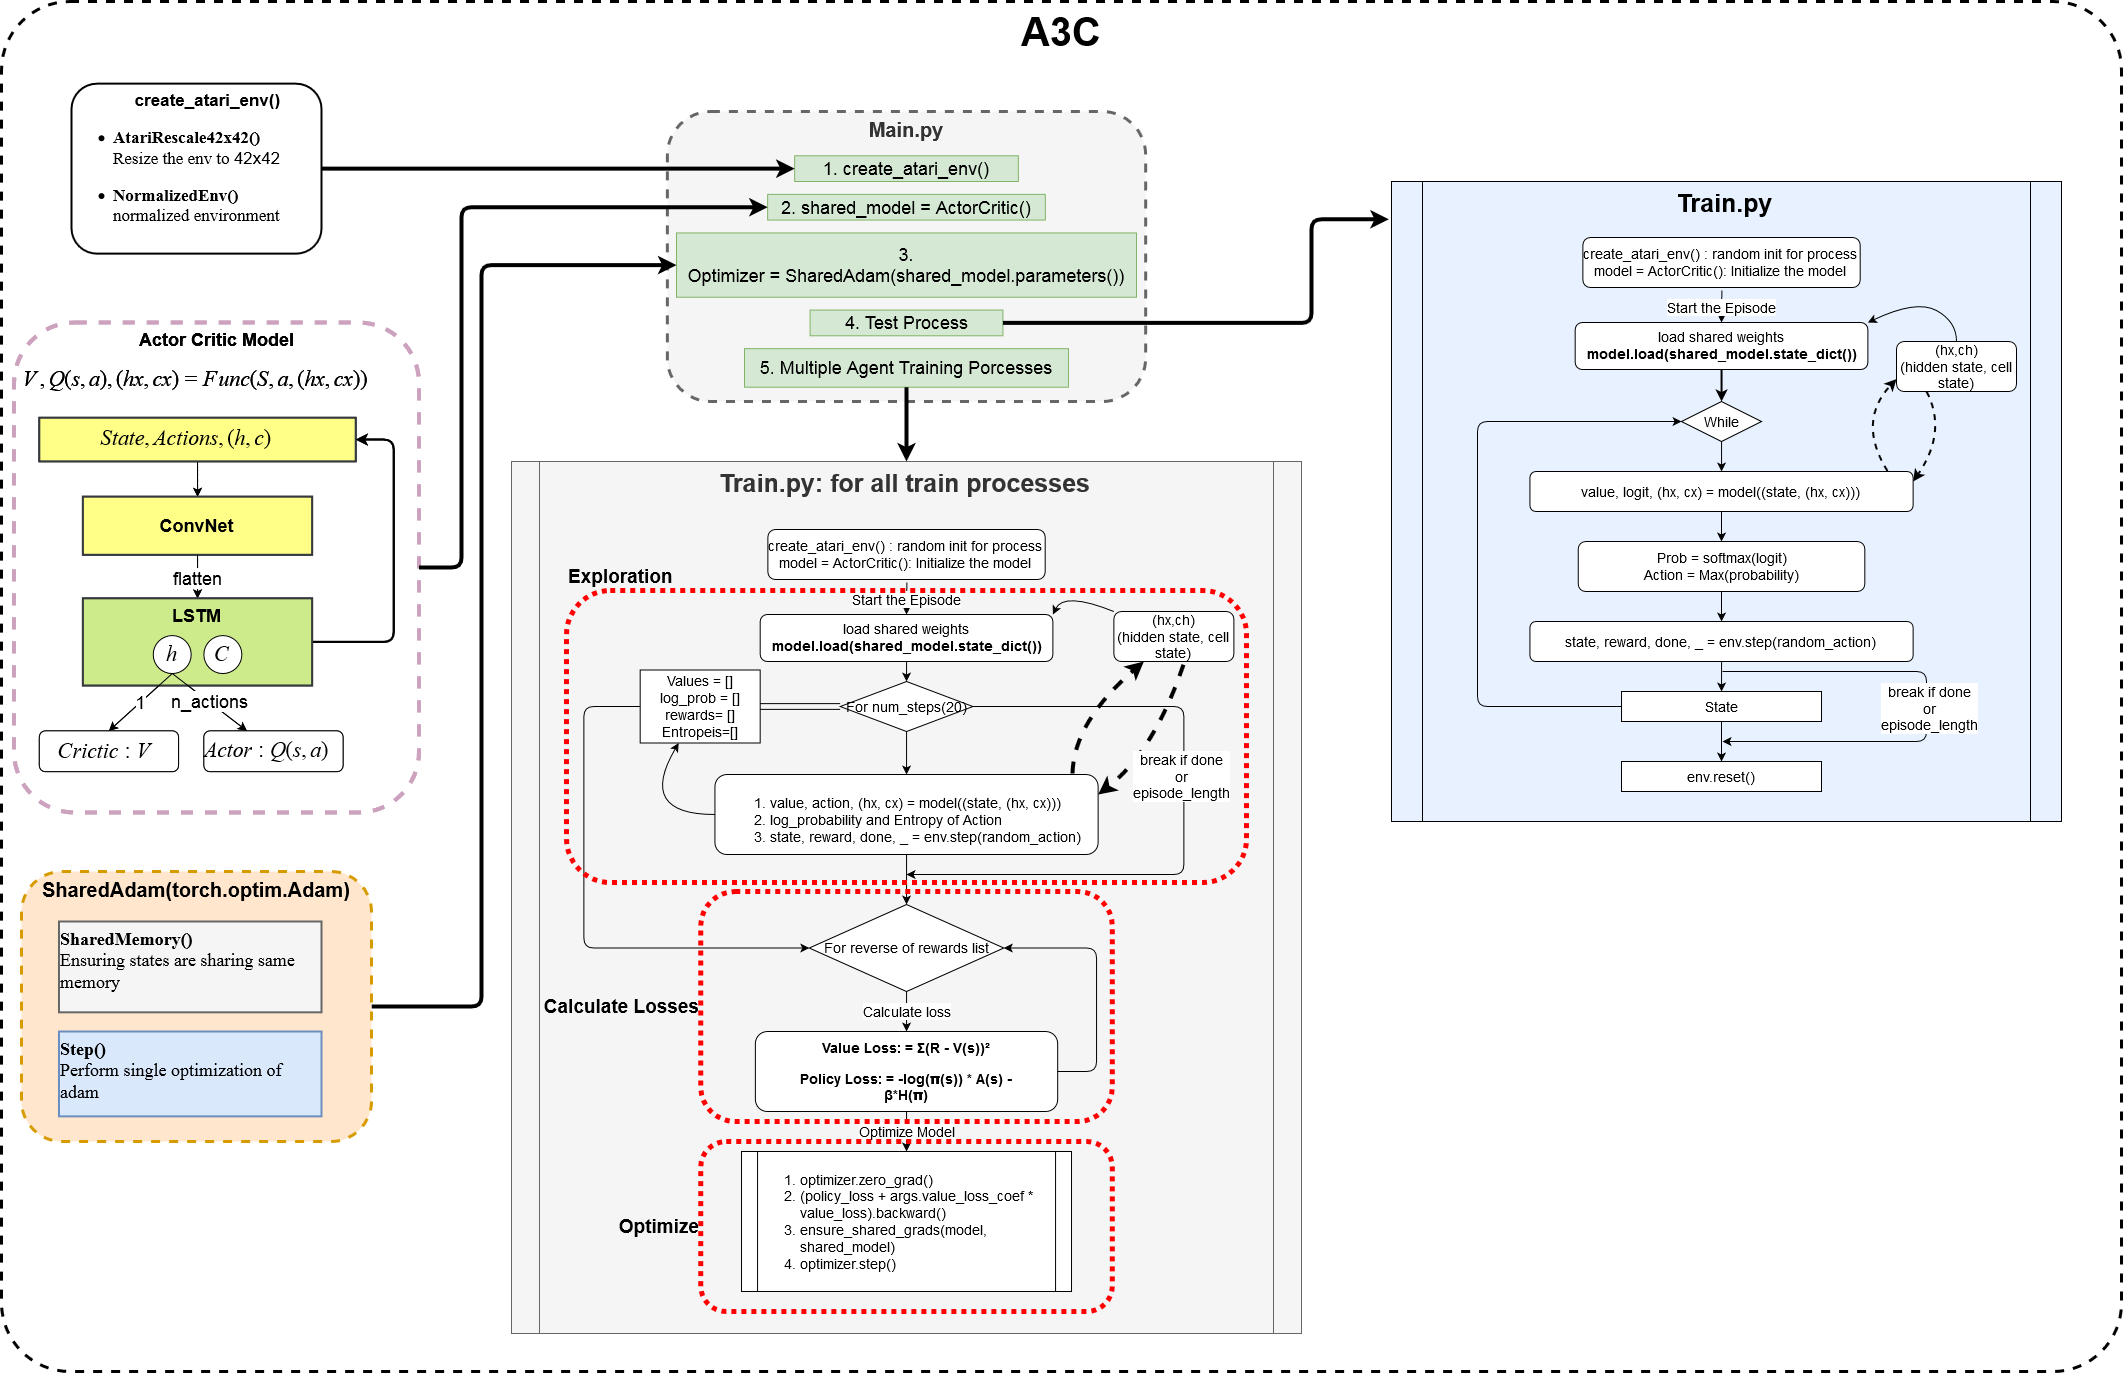 A3C
create_atari_env()
AtariRescale42x42()
Resize the env to 42x42
NormalizedEnv()
normalized environment
Main.py
1. create_atari_env()
2. shared_model = ActorCritic()
3.
Optimizer = SharedAdam(shared_model.parameters())
4. Test Process
5. Multiple Agent Training Porcesses
Actor Critic Model
V, Q(s, a), (hx, cx) = Func(S, a, (hx, cx))
State, Actions, (h, c)
ConvNet
flatten
LSTM
h
C
1
n_actions
Crictic : V
Actor : Q(s, a)
SharedAdam(torch.optim.Adam)
SharedMemory()
Ensuring states are sharing same
memory
Step()
Perform single optimization of
adam
Train.py: for all train processes
create_atari_env() : random init for process
model = ActorCritic(): Initialize the model
Exploration
Start the Episode
load shared weights
model.load(shared_model.state_dict())
(hx,ch)
(hidden state, cell
state)
Values = []
log_prob = []
rewards= []
Entropeis=[]
For num_steps(20)
break if done
or
episode_length
1. value, action, (hx, cx) = model((state, (hx, cx)))
2. log_probability and Entropy of Action
3. state, reward, done, _ = env.step(random_action)
For reverse of rewards list
Calculate Losses
Calculate loss
Value Loss: = Σ(R - V(s))²
Policy Loss: = -log(π(s)) * A(s) -
β*H(π)
Optimize Model
Optimize
1. optimizer.zero_grad()
2. (policy_loss + args.value_loss_coef *
value_loss).backward()
3. ensure_shared_grads(model,
shared_model)
4. optimizer.step()
Train.py
create_atari_env() : random init for process
model = ActorCritic(): Initialize the model
Start the Episode
load shared weights
model.load(shared_model.state_dict())
(hx,ch)
(hidden state, cell
state)
While
value, logit, (hx, cx) = model((state, (hx, cx)))
Prob = softmax(logit)
Action = Max(probability)
state, reward, done, _ = env.step(random_action)
State
break if done
or
episode_length
env.reset()